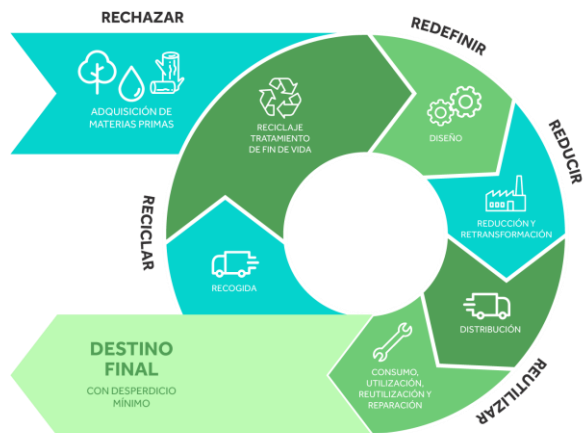 RECHAZAR
ADQUISICIÓN DE
MATERIAS PRIMAS
RECICLAJE
TRATAMIENTO
DE FIN DE VIDA
REDEFINIR
DISEÑO
REDUCIR
REDUCCIÓN Y
RETRANSFORMACIÓN
DISTRIBUCIÓN
REUTILIZAR
CONSUMO,
UTILIZACIÓN,
REUTILIZACIÓN Y
REPARACIÓN
RECICLAR
RECOGIDA
DESTINO
FINAL
CON DESPERDICIO
MÍNIMO